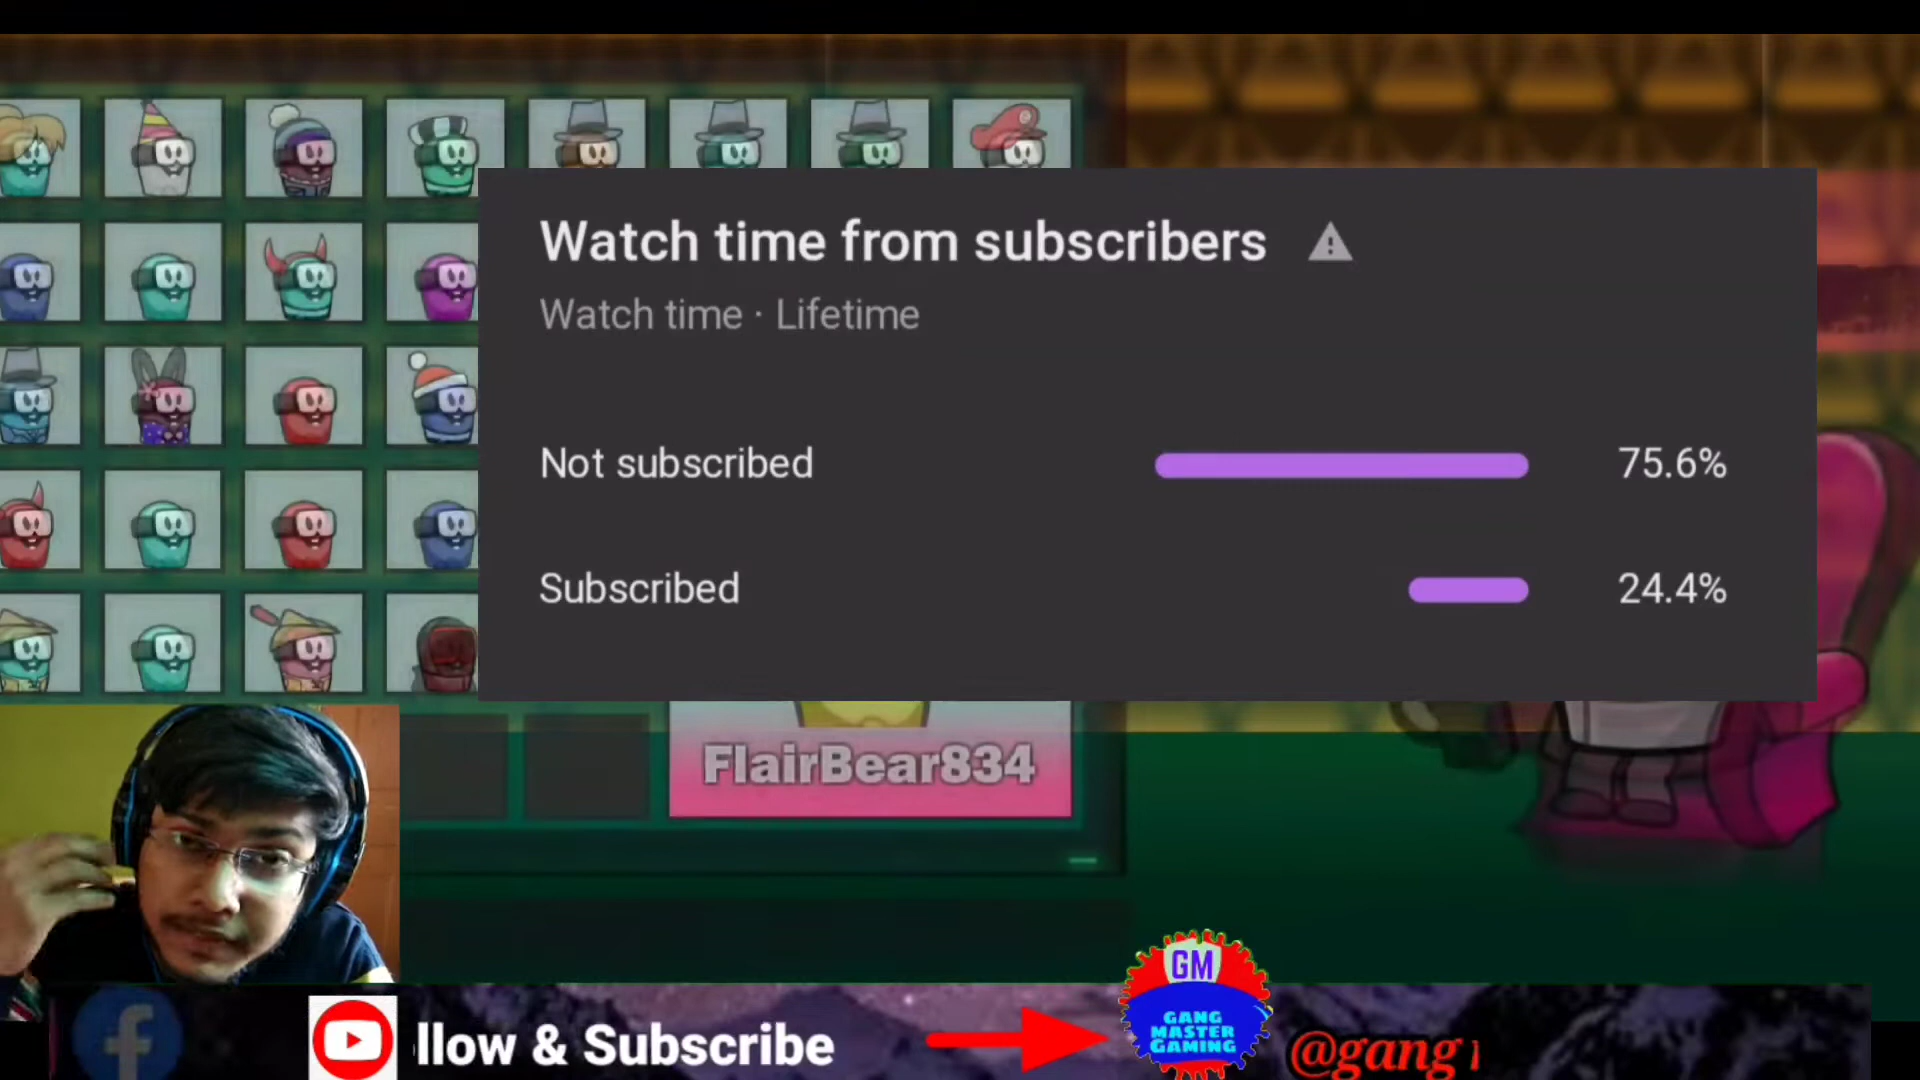 Watch time from subscribers
Watch time · Lifetime
Not subscribed 75.6%
Subscribed 24.4%
FlairBear834
llow & Subscribe
GM
GANG
MASTER
GAMING
@gang